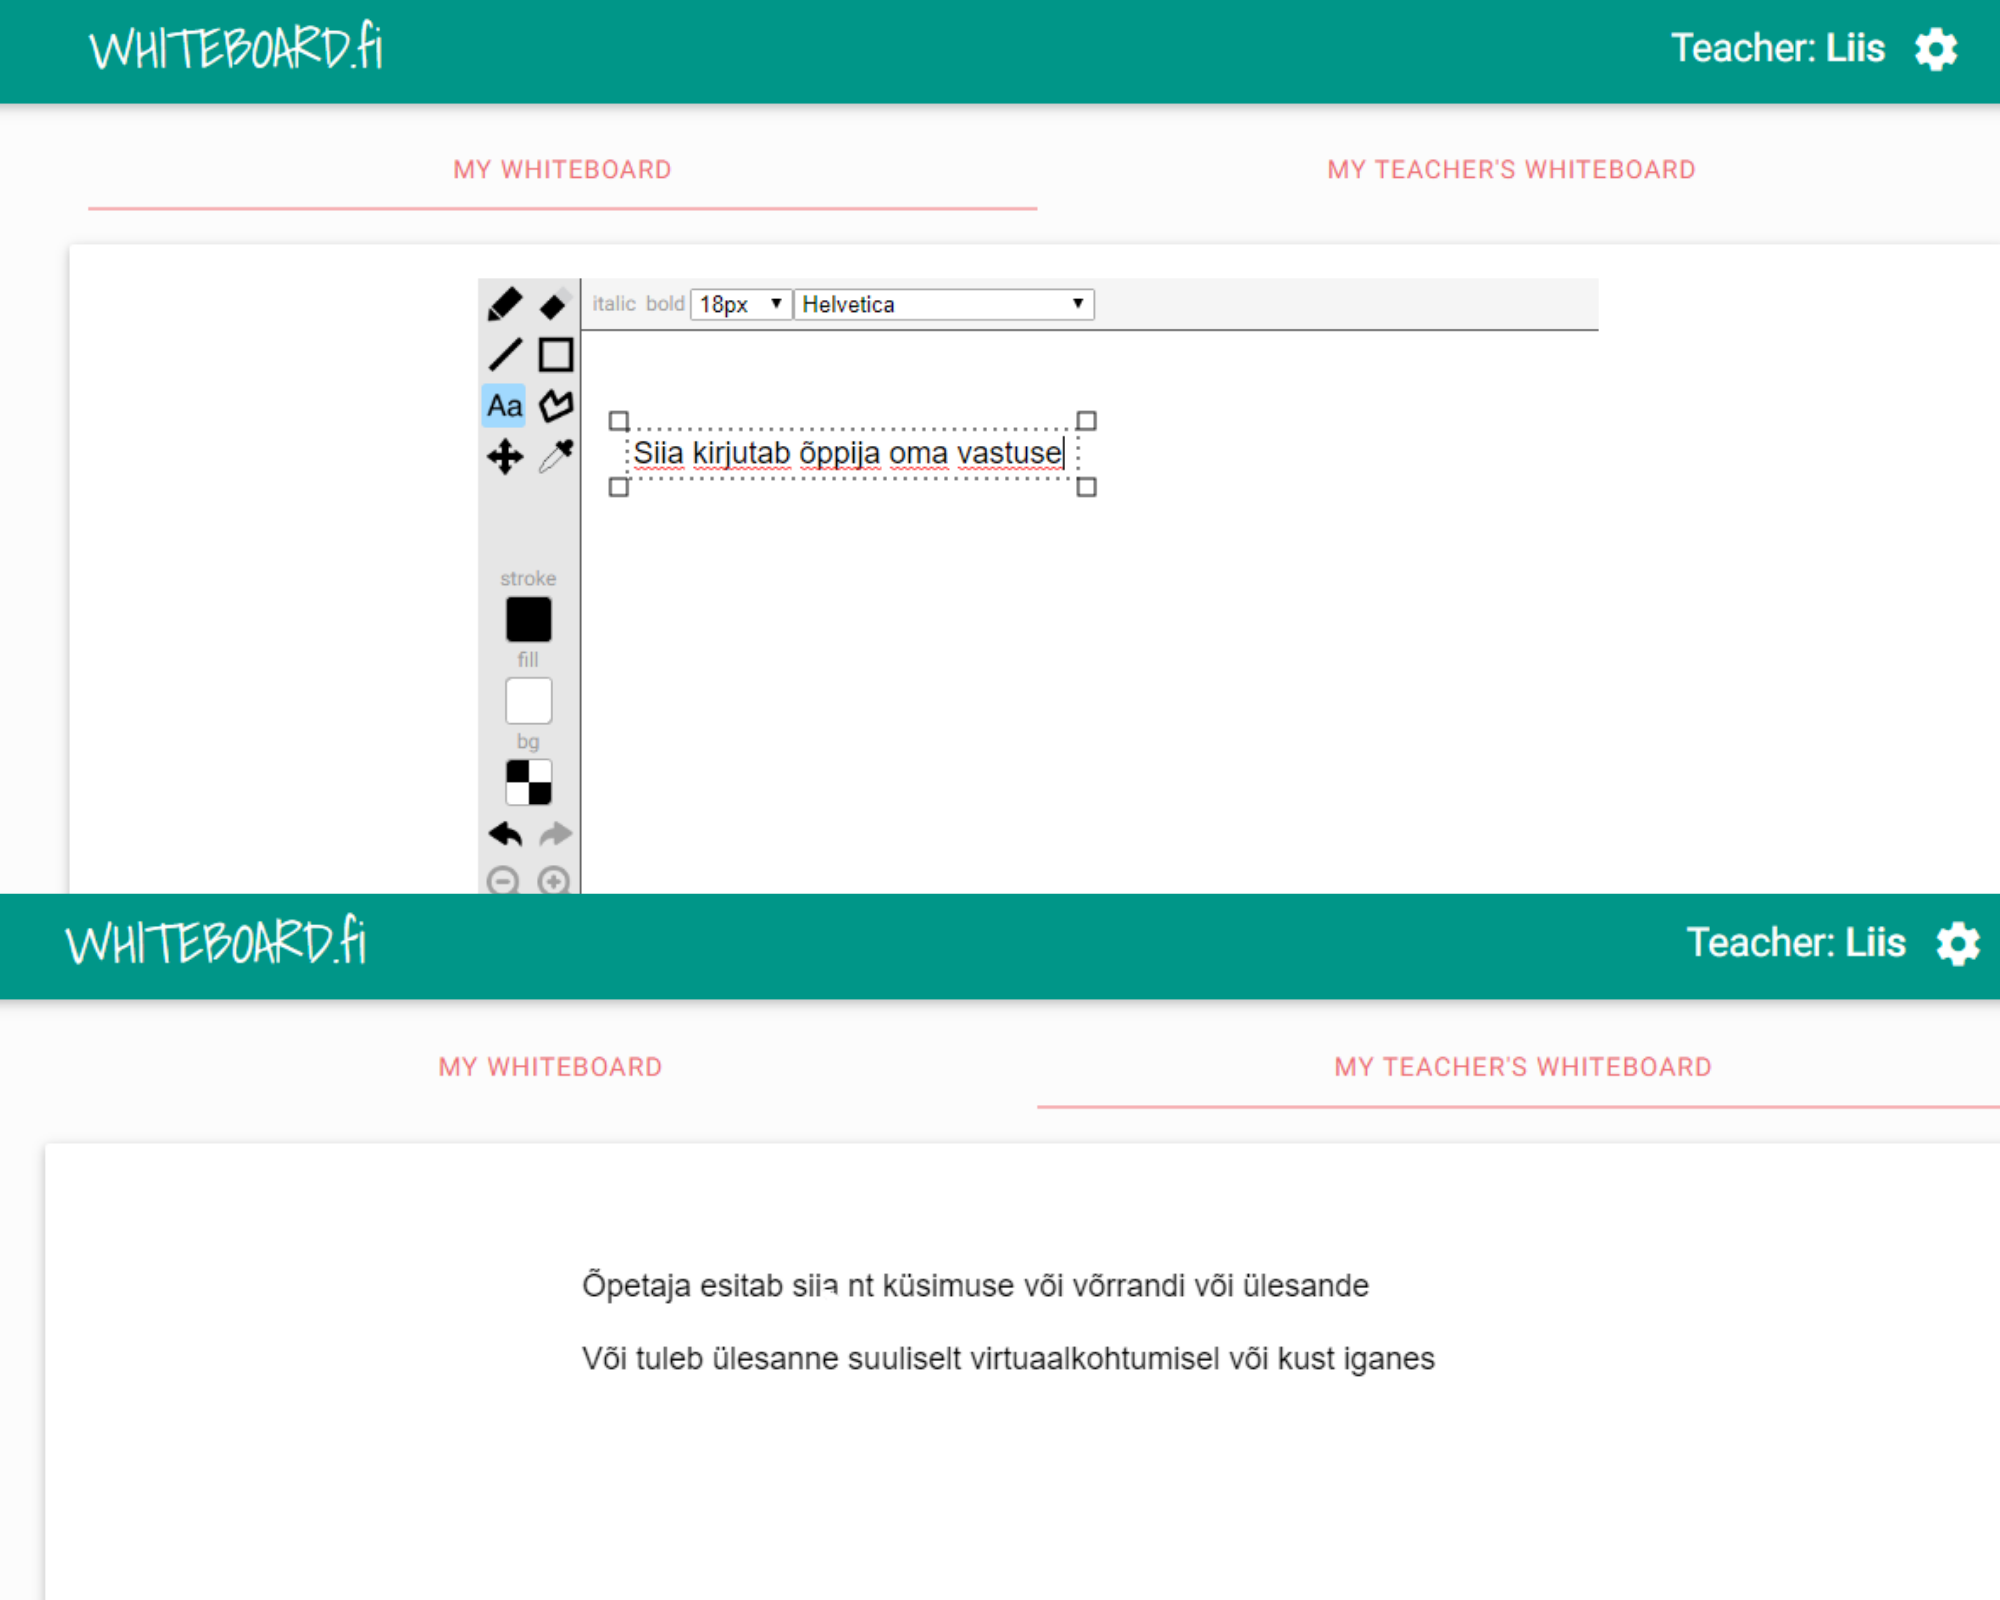 WHITEBOARD.fi
Teacher: Liis
MY WHITEBOARD
MY TEACHER'S WHITEBOARD
italic bold 18px Helvetica
Aa
Siia kirjutab õppija oma vastuse
stroke
fill
bg
WHITEBOARD.fi
Teacher: Liis
MY WHITEBOARD
MY TEACHER'S WHITEBOARD
Õpetaja esitab siia nt küsimuse või võrrandi või ülesande
Või tuleb ülesanne suuliselt virtuaalkohtumisel või kust iganes